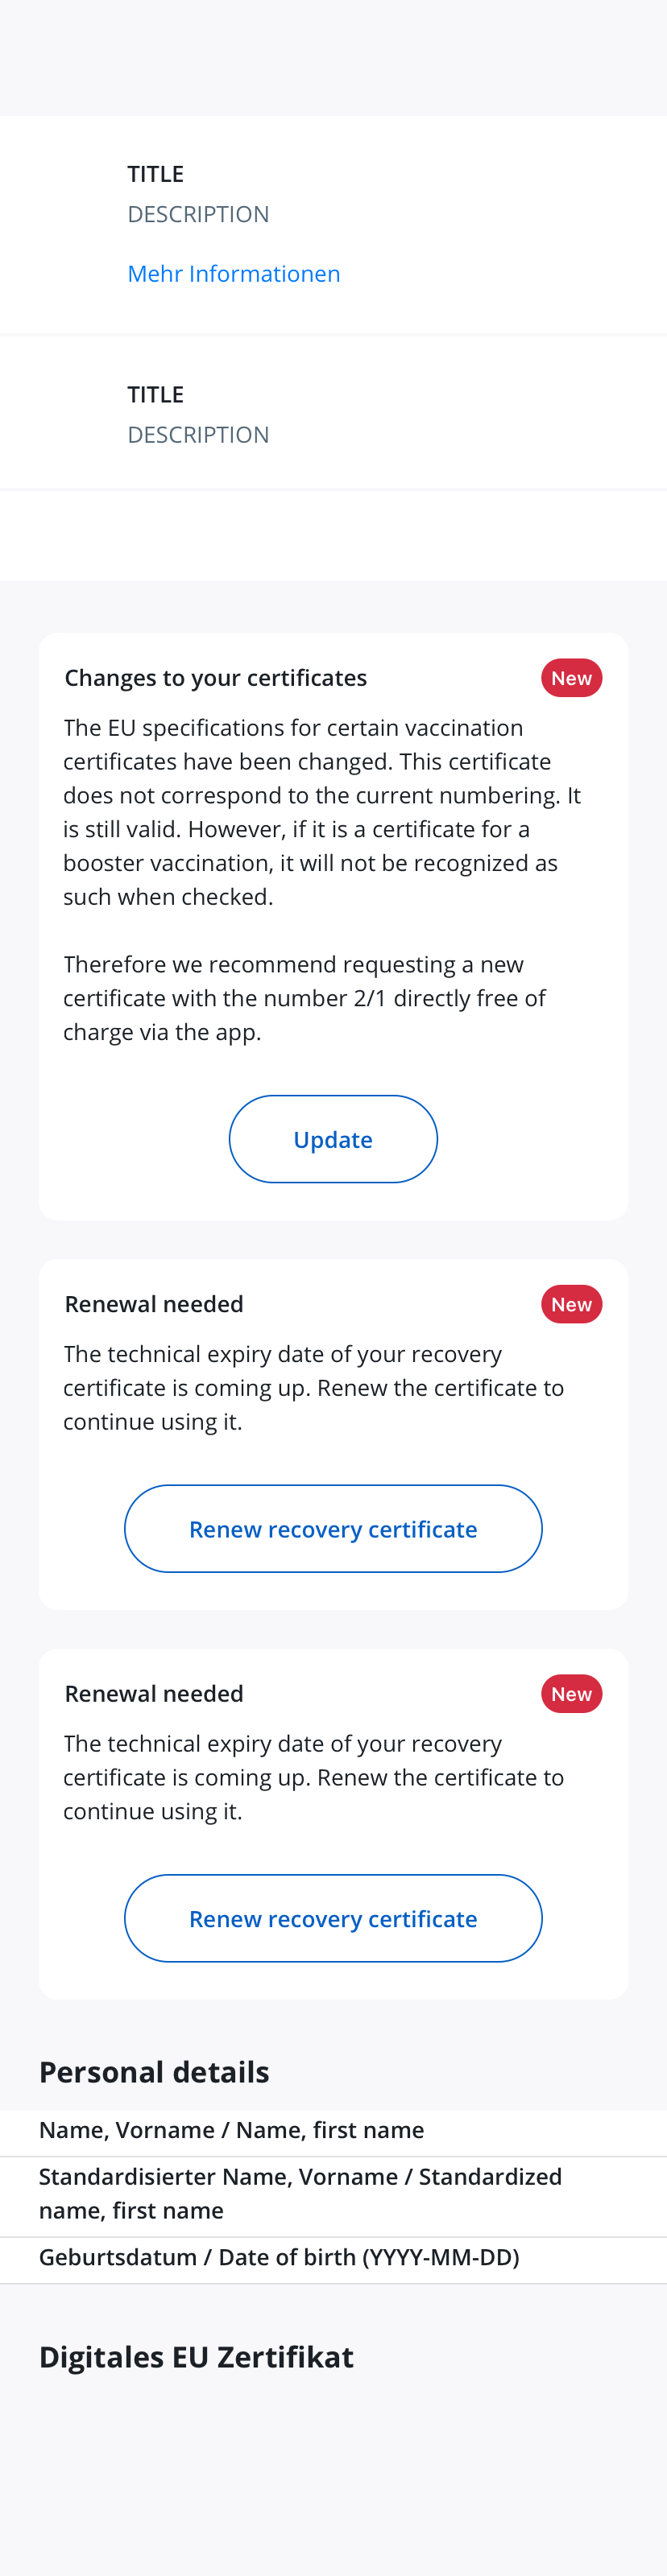 TITLE
DESCRIPTION
Mehr Informationen
TITLE
DESCRIPTION
Changes to your certificates
New
The EU specifications for certain vaccination
certificates have been changed. This certificate
does not correspond to the current numbering. It
is still valid. However, if it is a certificate for a
booster vaccination, it will not be recognized as
such when checked.
Therefore we recommend requesting a new
certificate with the number 2/1 directly free of
charge via the app.
Update
Renewal needed
New
The technical expiry date of your recovery
certificate is coming up. Renew the certificate to
continue using it.
Renew recovery certificate
Renewal needed
New
The technical expiry date of your recovery
certificate is coming up. Renew the certificate to
continue using it.
Renew recovery certificate
Personal details
Name, Vorname / Name, first name
Standardisierter Name, Vorname / Standardized
name, first name
Geburtsdatum / Date of birth (YYYY-MM-DD)
Digitales EU Zertifikat